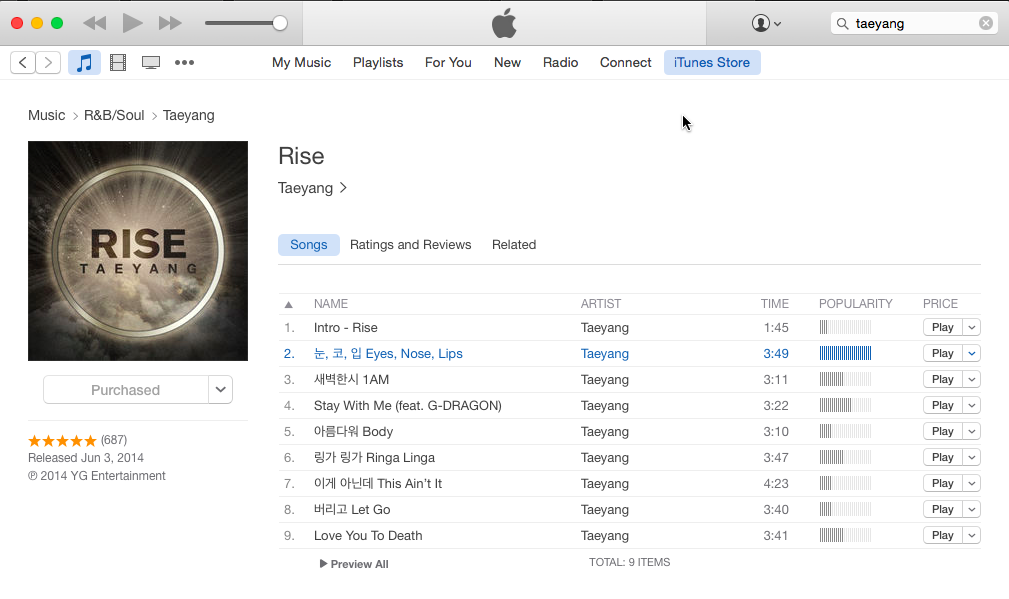 taeyang
My Music Playlists For You New Radio Connect iTunes Store
Music > R&B/Soul > Taeyang
RISE
TAEYANG
Purchased
(687)
Released Jun 3, 2014
℗ 2014 YG Entertainment
Rise
Taeyang >
Songs Ratings and Reviews Related
NAME ARTIST TIME POPULARITY PRICE
1. Intro - Rise Taeyang 1:45 Play
2. 눈, 코, 입 Eyes, Nose, Lips Taeyang 3:49 Play
3. 새벽한시 1AM Taeyang 3:11 Play
4. Stay With Me (feat. G-DRAGON) Taeyang 3:22 Play
5. 아름다워 Body Taeyang 3:10 Play
6. 링가 링가 Ringa Linga Taeyang 3:47 Play
7. 이게 아닌데 This Ain't It Taeyang 4:23 Play
8. 버리고 Let Go Taeyang 3:40 Play
9. Love You To Death Taeyang 3:41 Play
Preview All TOTAL: 9 ITEMS